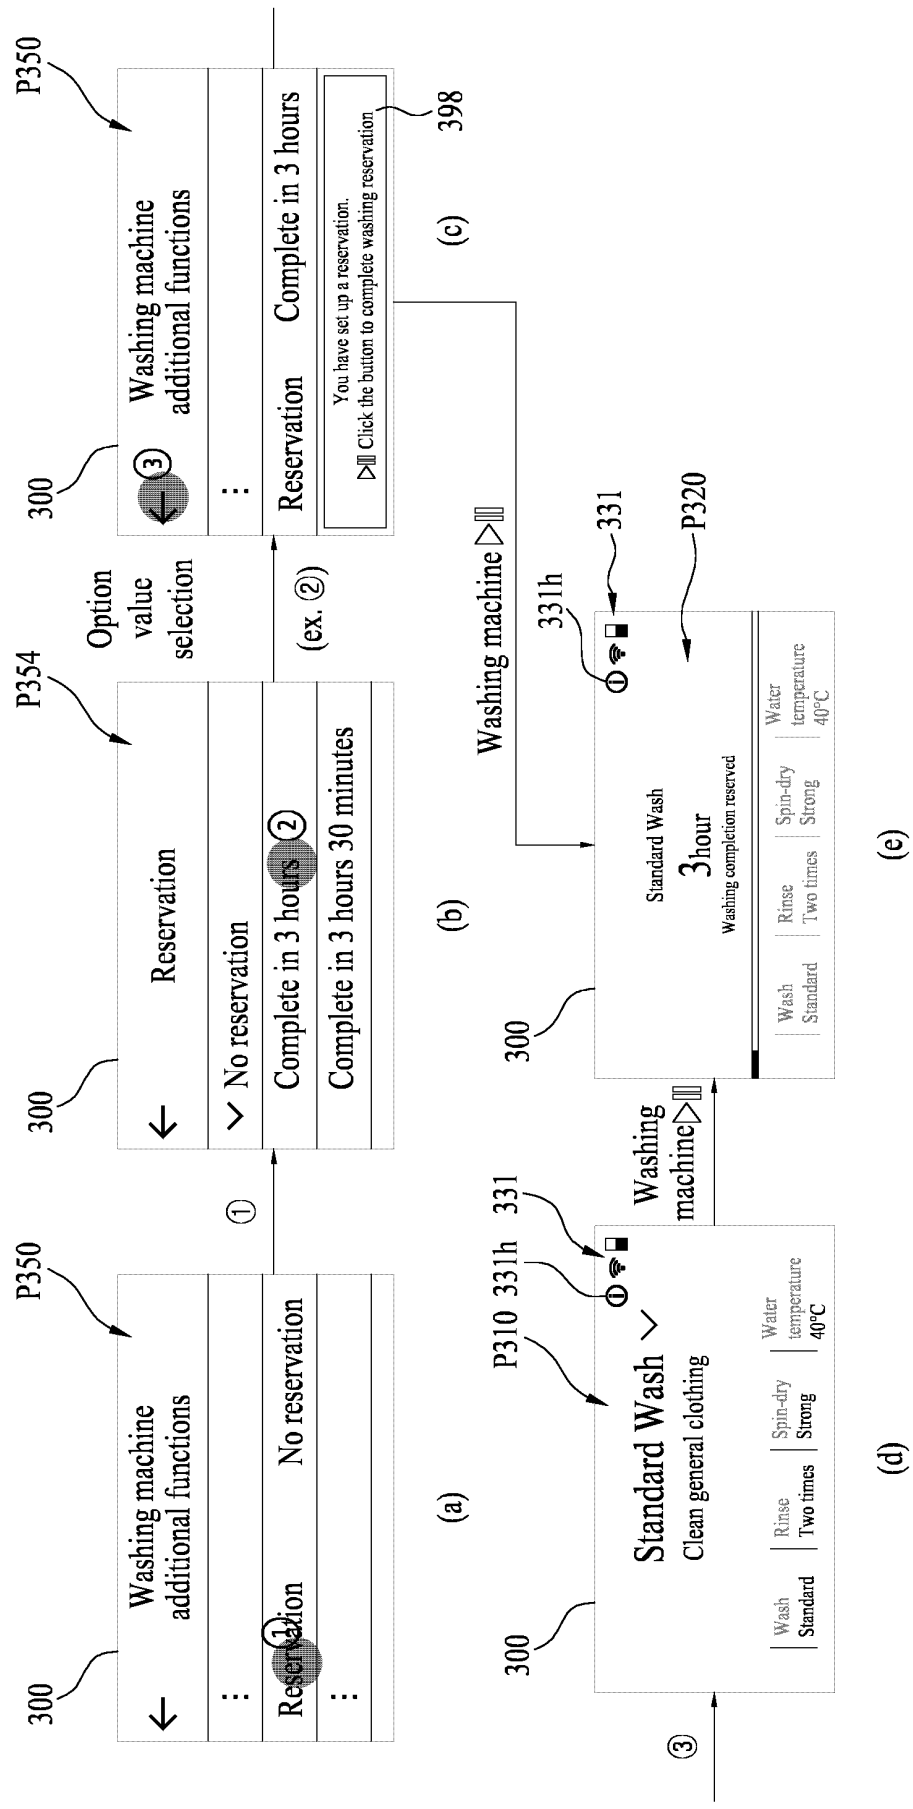 300
P350
←
Washing machine
additional functions
⋮
Reservation
①
No reservation
⋮
(a)
①
300
P354
←
Reservation
✓ No reservation
Complete in 3 hours ②
Complete in 3 hours 30 minutes
(b)
Option
value
selection
(ex. ②)
300
P350
← ③
Washing machine
additional functions
⋮
Reservation
Complete in 3 hours
You have set up a reservation.
▷|| Click the button to complete washing reservation
398
(c)
Washing machine ▷||
③
300
P310
331h
331
Standard Wash
Clean general clothing
Wash
Standard
Rinse
Two times
Spin-dry
Strong
Water
temperature
40°C
(d)
Washing
machine▷||
300
331h
331
P320
Standard Wash
3hour
Washing completion reserved
Wash
Standard
Rinse
Two times
Spin-dry
Strong
Water
temperature
40°C
(e)